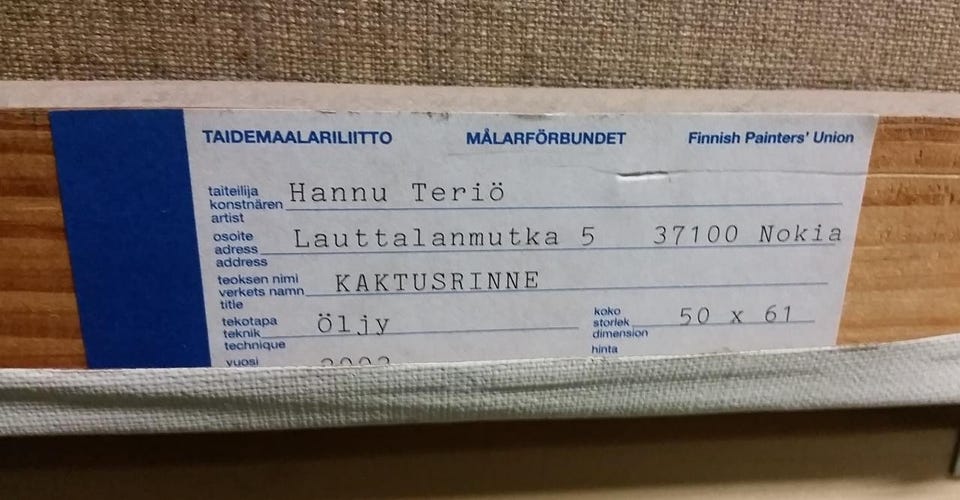 TAIDEMAALARILIITTO MÅLARFÖRBUNDET Finnish Painters' Union
taiteilija
konstnären Hannu Teriö
artist
osoite
adress Lauttalanmutka 5 37100 Nokia
address
teoksen nimi
verkets namn KAKTUSRINNE
title
tekotapa
teknik Öljy
technique
koko
storlek 50 x 61
dimension
vuosi
hinta